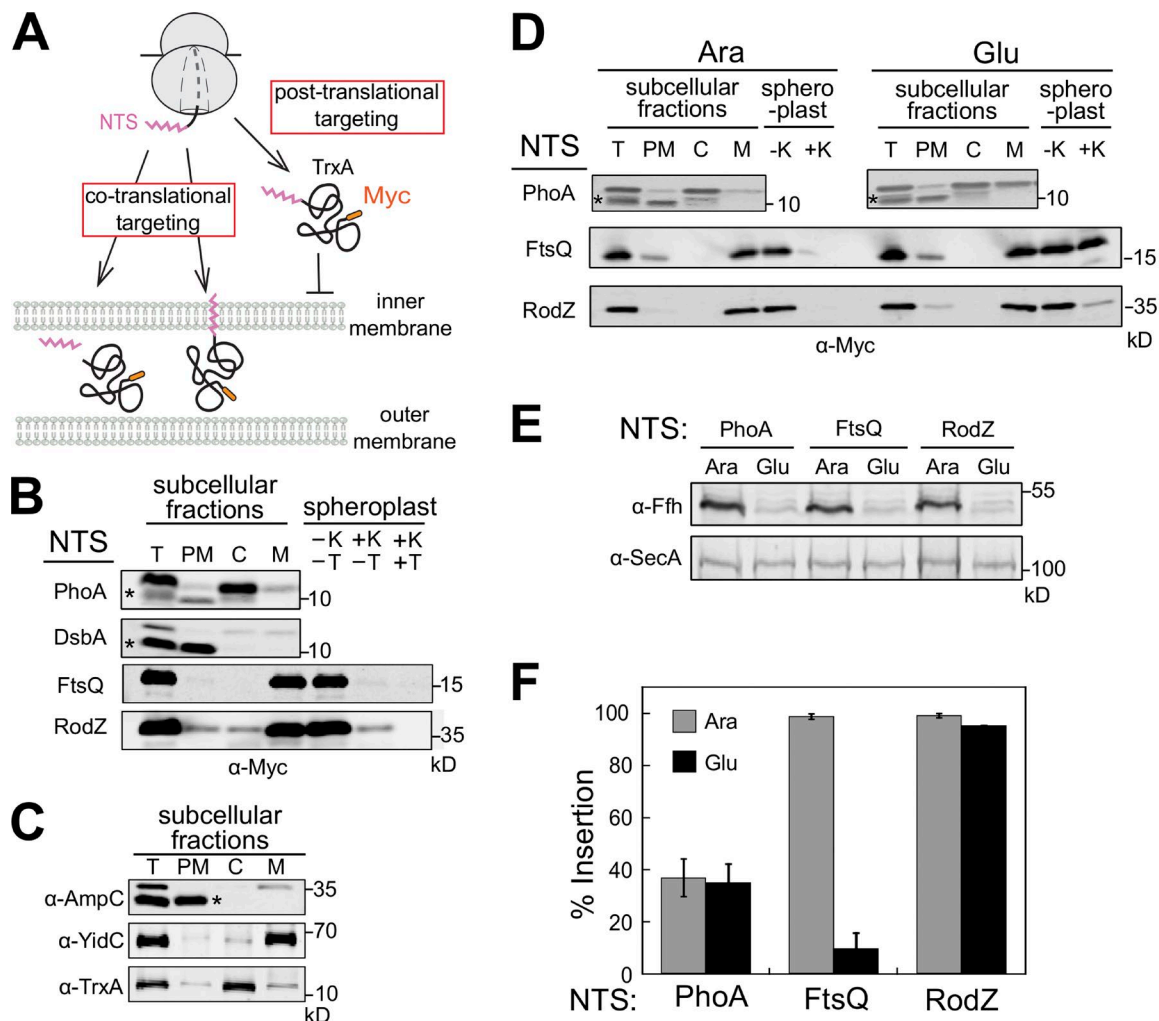 A
NTS
post-translational
targeting
TrxA
Myc
co-translational
targeting
inner
membrane
outer
membrane
B
subcellular
fractions
spheroplast
NTS
T PM C M
−K +K +K
−T −T +T
PhoA
*
10
DsbA
*
10
FtsQ
15
RodZ
35
α-Myc
kD
C
subcellular
fractions
T PM C M
α-AmpC
*
35
α-YidC
70
α-TrxA
10
kD
D
Ara Glu
subcellular
fractions
sphero
-plast
subcellular
fractions
sphero
-plast
NTS
T PM C M -K +K T PM C M -K +K
PhoA
*
10
*
10
FtsQ
15
RodZ
35
α-Myc
kD
E
NTS: PhoA FtsQ RodZ
Ara Glu Ara Glu Ara Glu
α-Ffh
55
α-SecA
100
kD
F
% Insertion
100
80
60
40
20
0
Ara
Glu
NTS: PhoA FtsQ RodZ